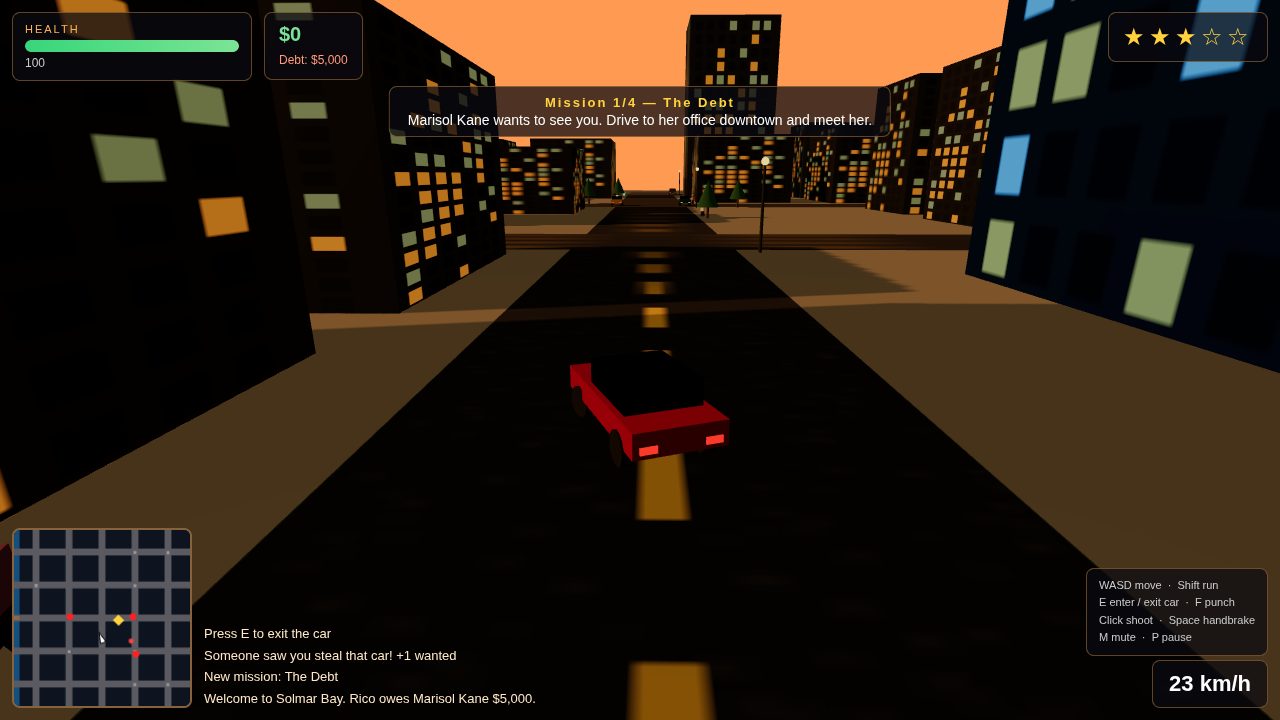 HEALTH
100
$0
Debt: $5,000
★★★☆☆
Mission 1/4 — The Debt
Marisol Kane wants to see you. Drive to her office downtown and meet her.
Press E to exit the car
Someone saw you steal that car! +1 wanted
New mission: The Debt
Welcome to Solmar Bay. Rico owes Marisol Kane $5,000.
WASD move · Shift run
E enter / exit car · F punch
Click shoot · Space handbrake
M mute · P pause
23 km/h